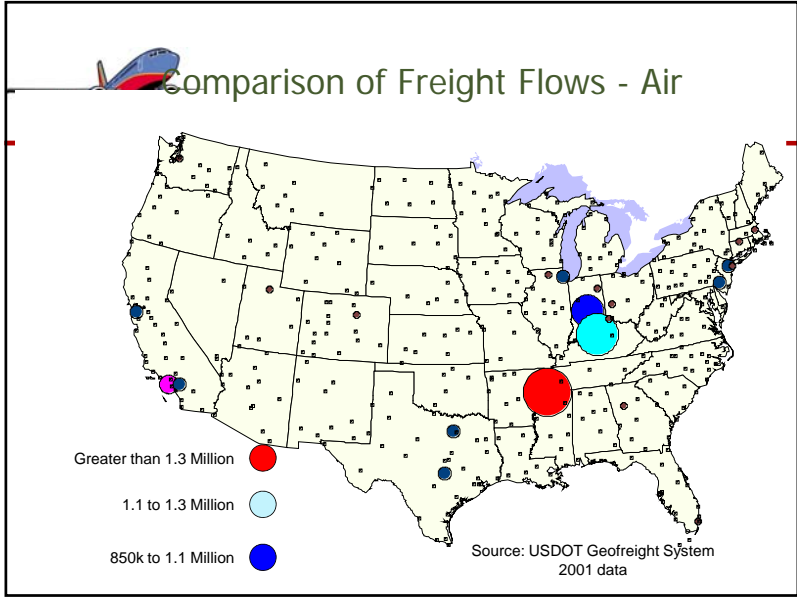 Comparison of Freight Flows - Air
Greater than 1.3 Million
1.1 to 1.3 Million
850k to 1.1 Million
Source: USDOT Geofreight System
2001 data